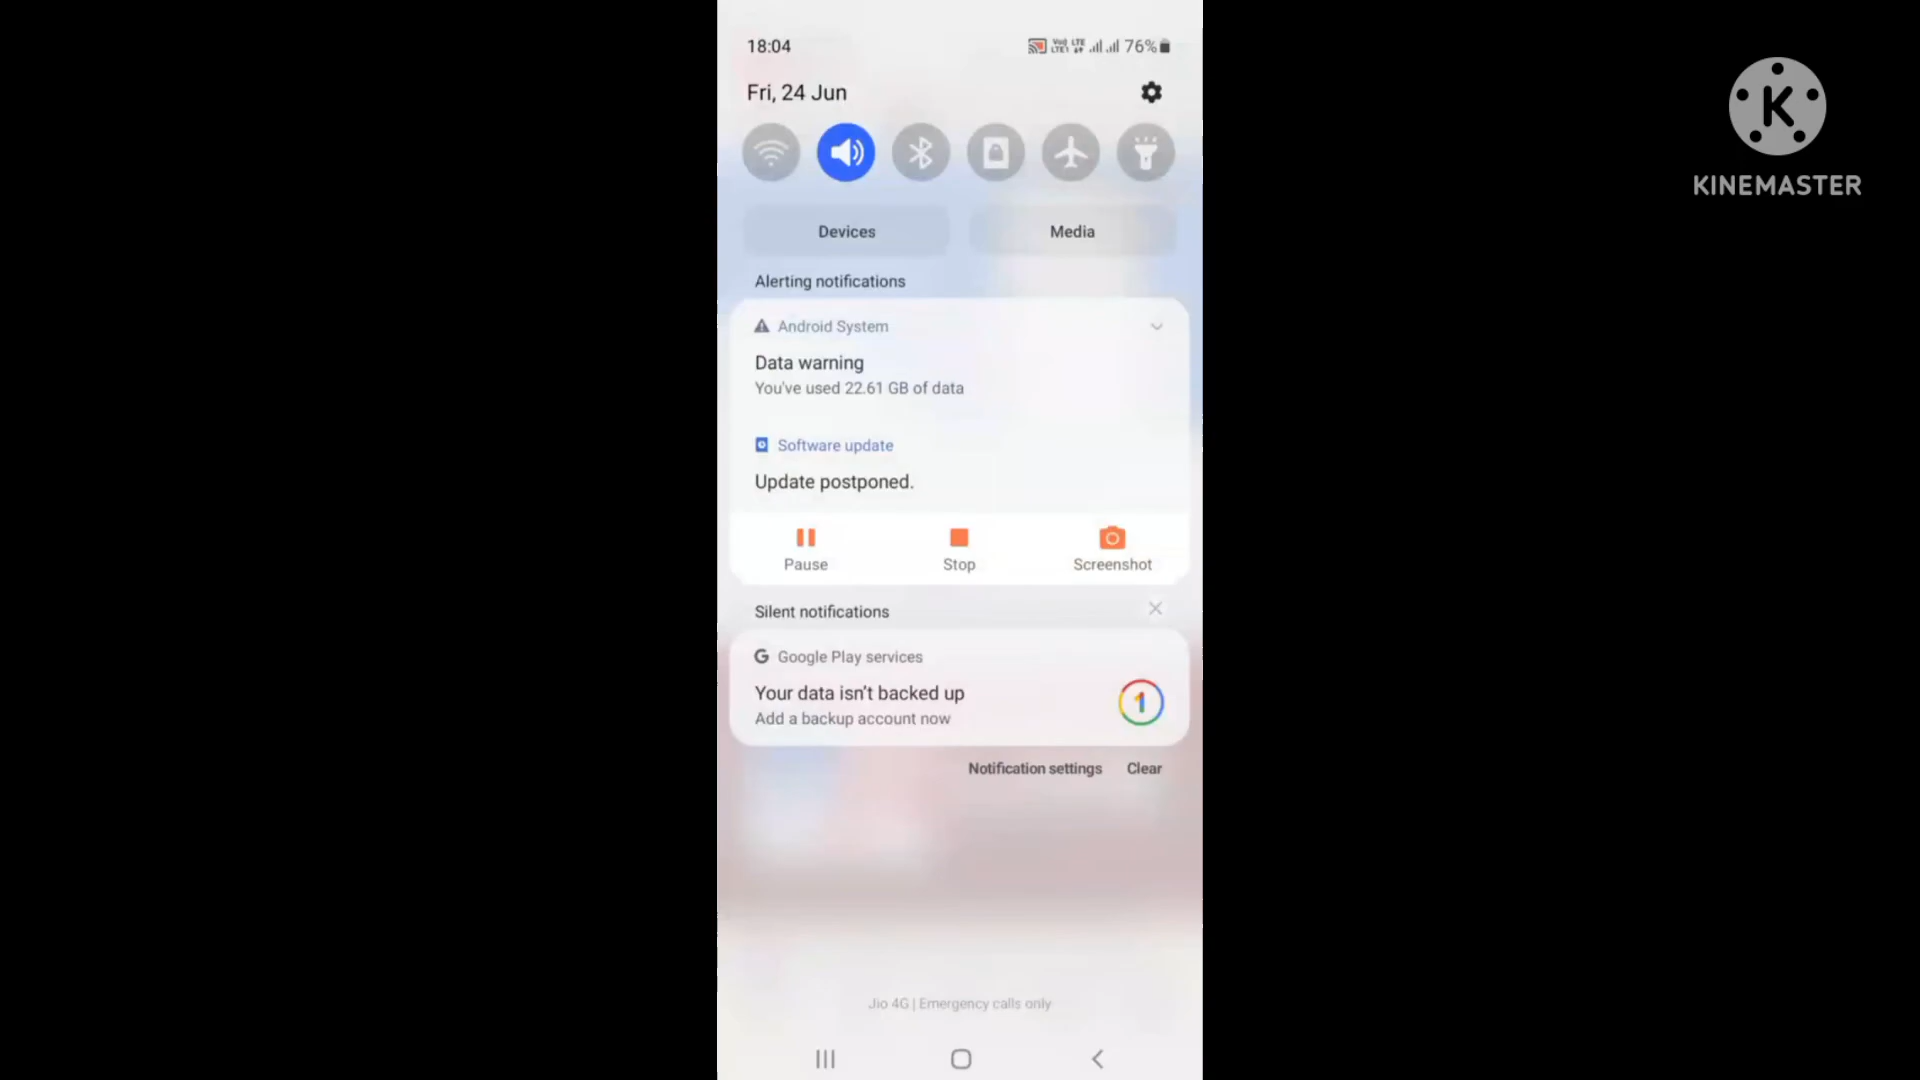 18:04
76%
Fri, 24 Jun
KINEMASTER
Devices
Media
Alerting notifications
Android System
Data warning
You've used 22.61 GB of data
Software update
Update postponed.
Pause
Stop
Screenshot
Silent notifications
Google Play services
Your data isn't backed up
Add a backup account now
Notification settings
Clear
Jio 4G | Emergency calls only